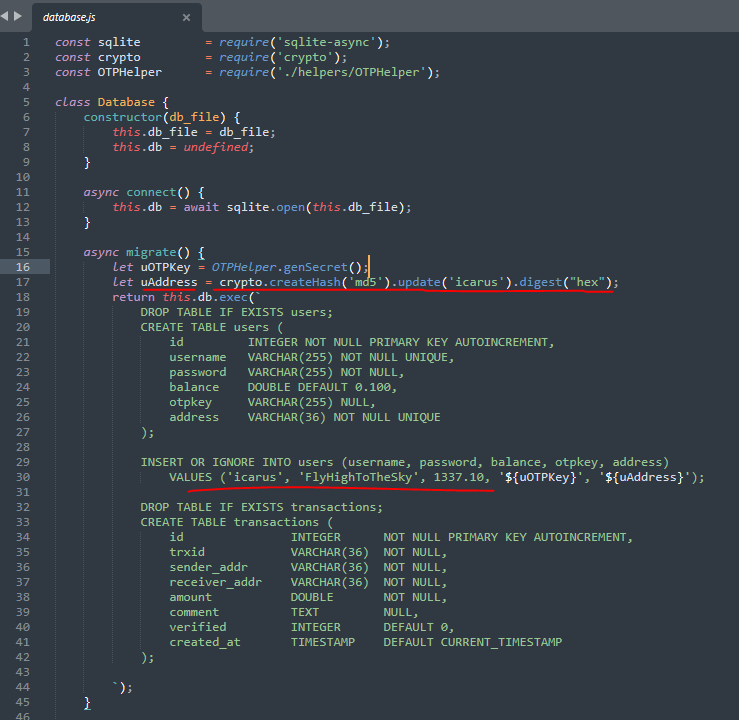 database.js
1 const sqlite = require('sqlite-async');
2 const crypto = require('crypto');
3 const OTPHelper = require('./helpers/OTPHelper');
4
5 class Database {
6 constructor(db_file) {
7 this.db_file = db_file;
8 this.db = undefined;
9 }
10
11 async connect() {
12 this.db = await sqlite.open(this.db_file);
13 }
14
15 async migrate() {
16 let uOTPKey = OTPHelper.genSecret();
17 let uAddress = crypto.createHash('md5').update('icarus').digest("hex");
18 return this.db.exec(`
19 DROP TABLE IF EXISTS users;
20 CREATE TABLE users (
21 id INTEGER NOT NULL PRIMARY KEY AUTOINCREMENT,
22 username VARCHAR(255) NOT NULL UNIQUE,
23 password VARCHAR(255) NOT NULL,
24 balance DOUBLE DEFAULT 0.100,
25 otpkey VARCHAR(255) NULL,
26 address VARCHAR(36) NOT NULL UNIQUE
27 );
28
29 INSERT OR IGNORE INTO users (username, password, balance, otpkey, address)
30 VALUES ('icarus', 'FlyHighToTheSky', 1337.10, '${uOTPKey}', '${uAddress}');
31
32 DROP TABLE IF EXISTS transactions;
33 CREATE TABLE transactions (
34 id INTEGER NOT NULL PRIMARY KEY AUTOINCREMENT,
35 trxid VARCHAR(36) NOT NULL,
36 sender_addr VARCHAR(36) NOT NULL,
37 receiver_addr VARCHAR(36) NOT NULL,
38 amount DOUBLE NOT NULL,
39 comment TEXT NULL,
40 verified INTEGER DEFAULT 0,
41 created_at TIMESTAMP DEFAULT CURRENT_TIMESTAMP
42 );
43
44 `);
45 }
46